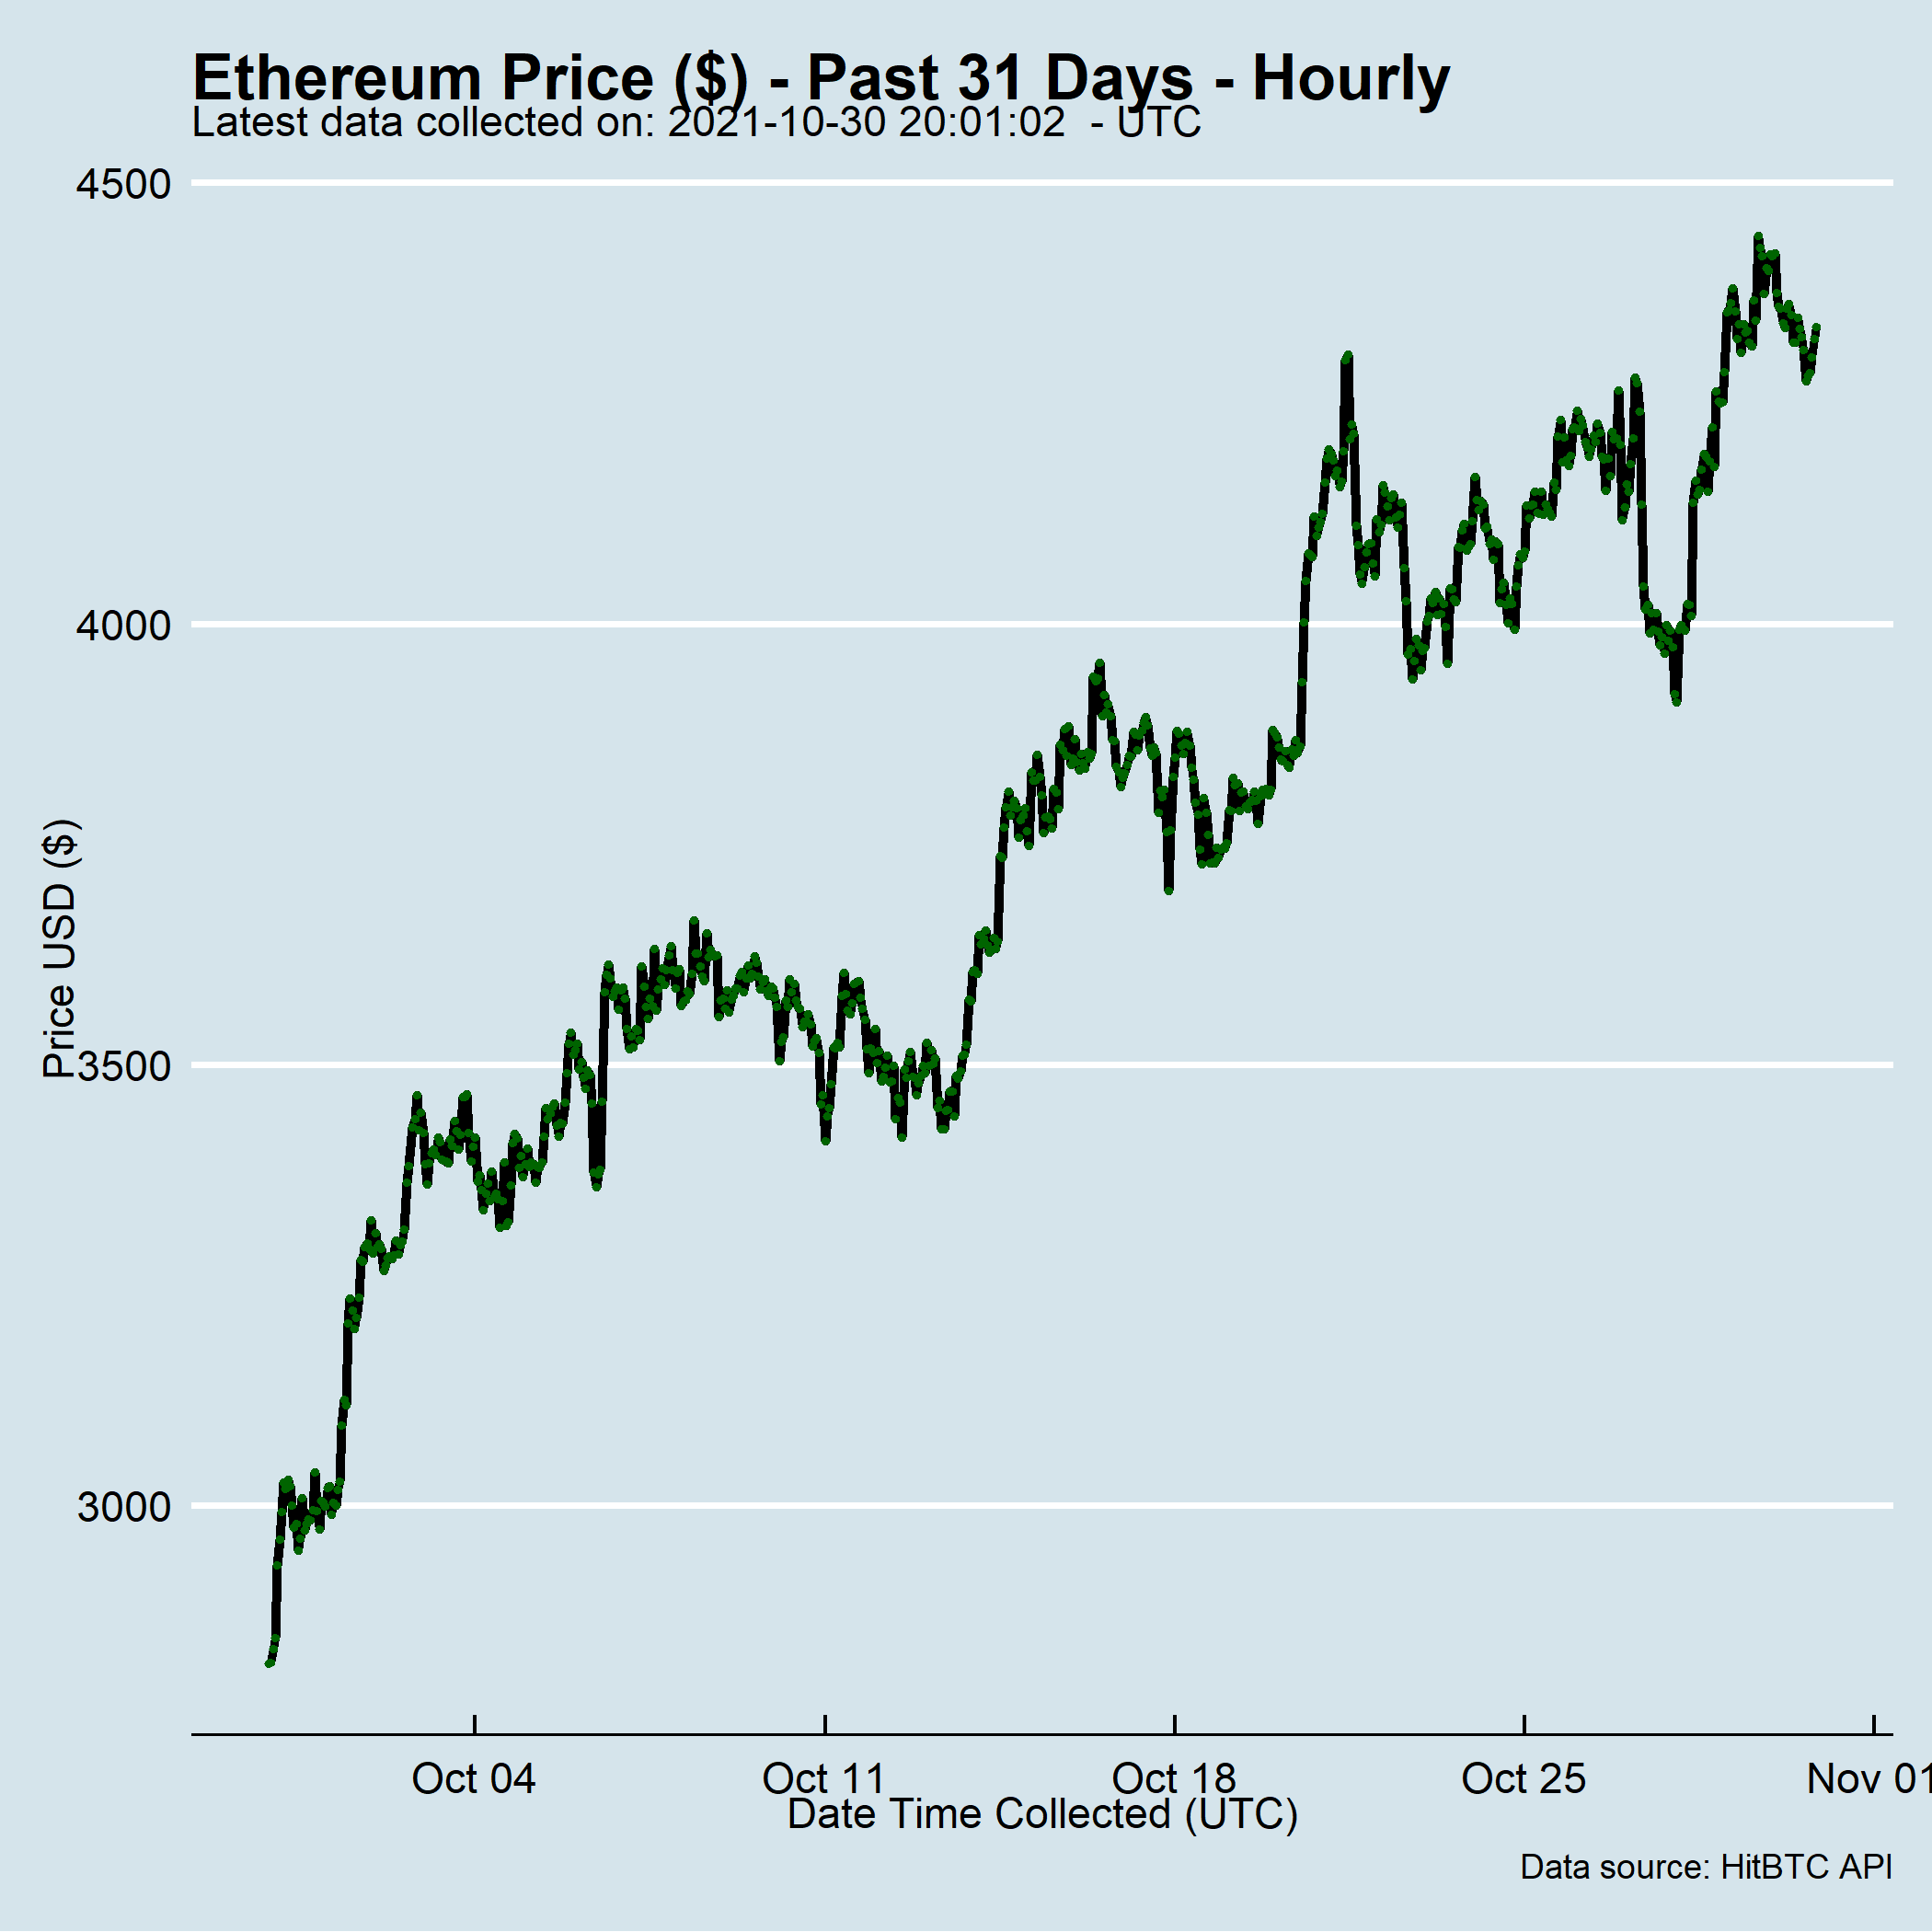 Ethereum Price ($) - Past 31 Days - Hourly
Latest data collected on: 2021-10-30 20:01:02  - UTC
4500
4000
3500
3000
Price USD ($)
Oct 04
Oct 11
Oct 18
Oct 25
Nov 01
Date Time Collected (UTC)
Data source: HitBTC API